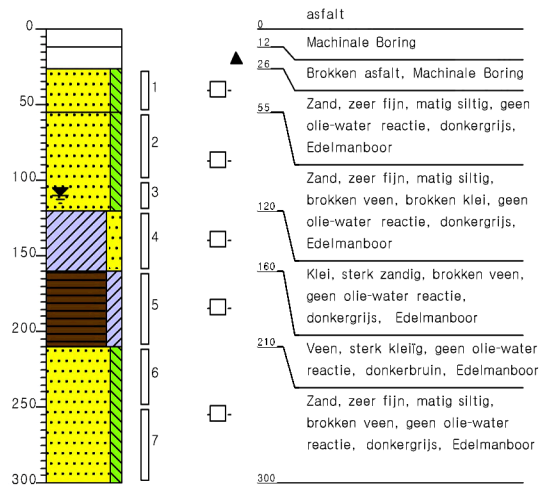 0
50
100
150
200
250
300
1
2
3
4
5
6
7
asfalt
0
12
Machinale Boring
26
Brokken asfalt, Machinale Boring
55
Zand, zeer fijn, matig siltig, geen
olie-water reactie, donkergrijs,
Edelmanboor
120
Zand, zeer fijn, matig siltig,
brokken veen, brokken klei, geen
olie-water reactie, donkergrijs,
Edelmanboor
160
Klei, sterk zandig, brokken veen,
geen olie-water reactie,
donkergrijs, Edelmanboor
210
Veen, sterk kleiïg, geen olie-water
reactie, donkerbruin, Edelmanboor
Zand, zeer fijn, matig siltig,
brokken veen, geen olie-water
reactie, donkergrijs, Edelmanboor
300